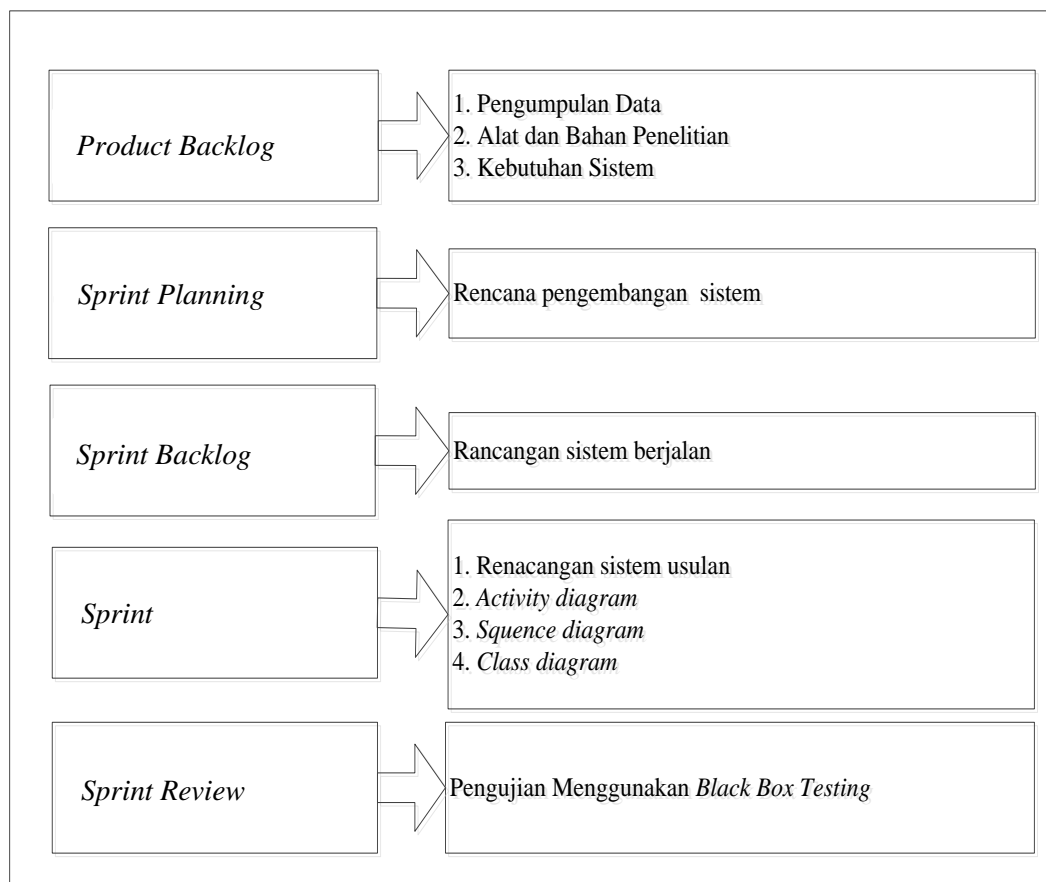 Product Backlog
1. Pengumpulan Data
2. Alat dan Bahan Penelitian
3. Kebutuhan Sistem
Sprint Planning
Rencana pengembangan sistem
Sprint Backlog
Rancangan sistem berjalan
Sprint
1. Renacangan sistem usulan
2. Activity diagram
3. Squence diagram
4. Class diagram
Sprint Review
Pengujian Menggunakan Black Box Testing